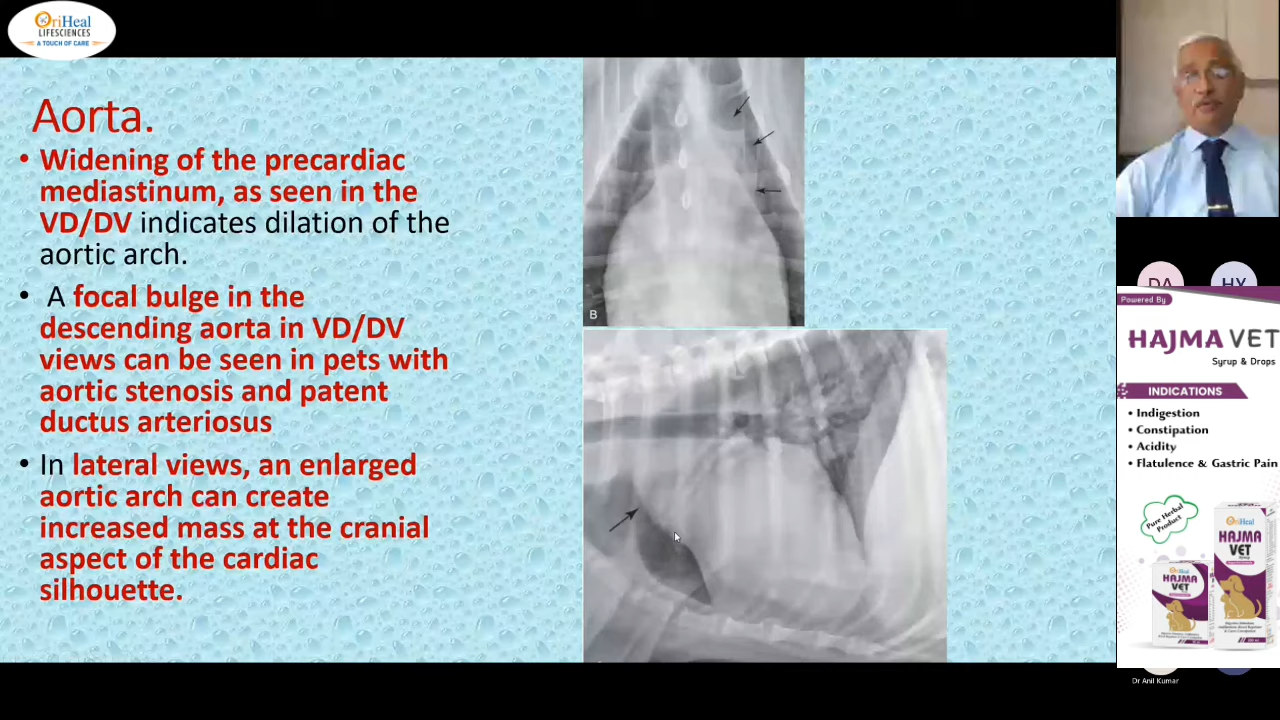 OriHeal
LIFESCIENCES
A TOUCH OF CARE
Aorta.
• Widening of the precardiac
mediastinum, as seen in the
VD/DV indicates dilation of the
aortic arch.
• A focal bulge in the
descending aorta in VD/DV
views can be seen in pets with
aortic stenosis and patent
ductus arteriosus
• In lateral views, an enlarged
aortic arch can create
increased mass at the cranial
aspect of the cardiac
silhouette.
B
DA
HY
Powered By
HAJMA VET
Syrup & Drops
INDICATIONS
• Indigestion
• Constipation
• Acidity
• Flatulence & Gastric Pain
Pure Herbal
Product
OriHeal
HAJMA
VET
HAJMA
VET
Dr Anil Kumar